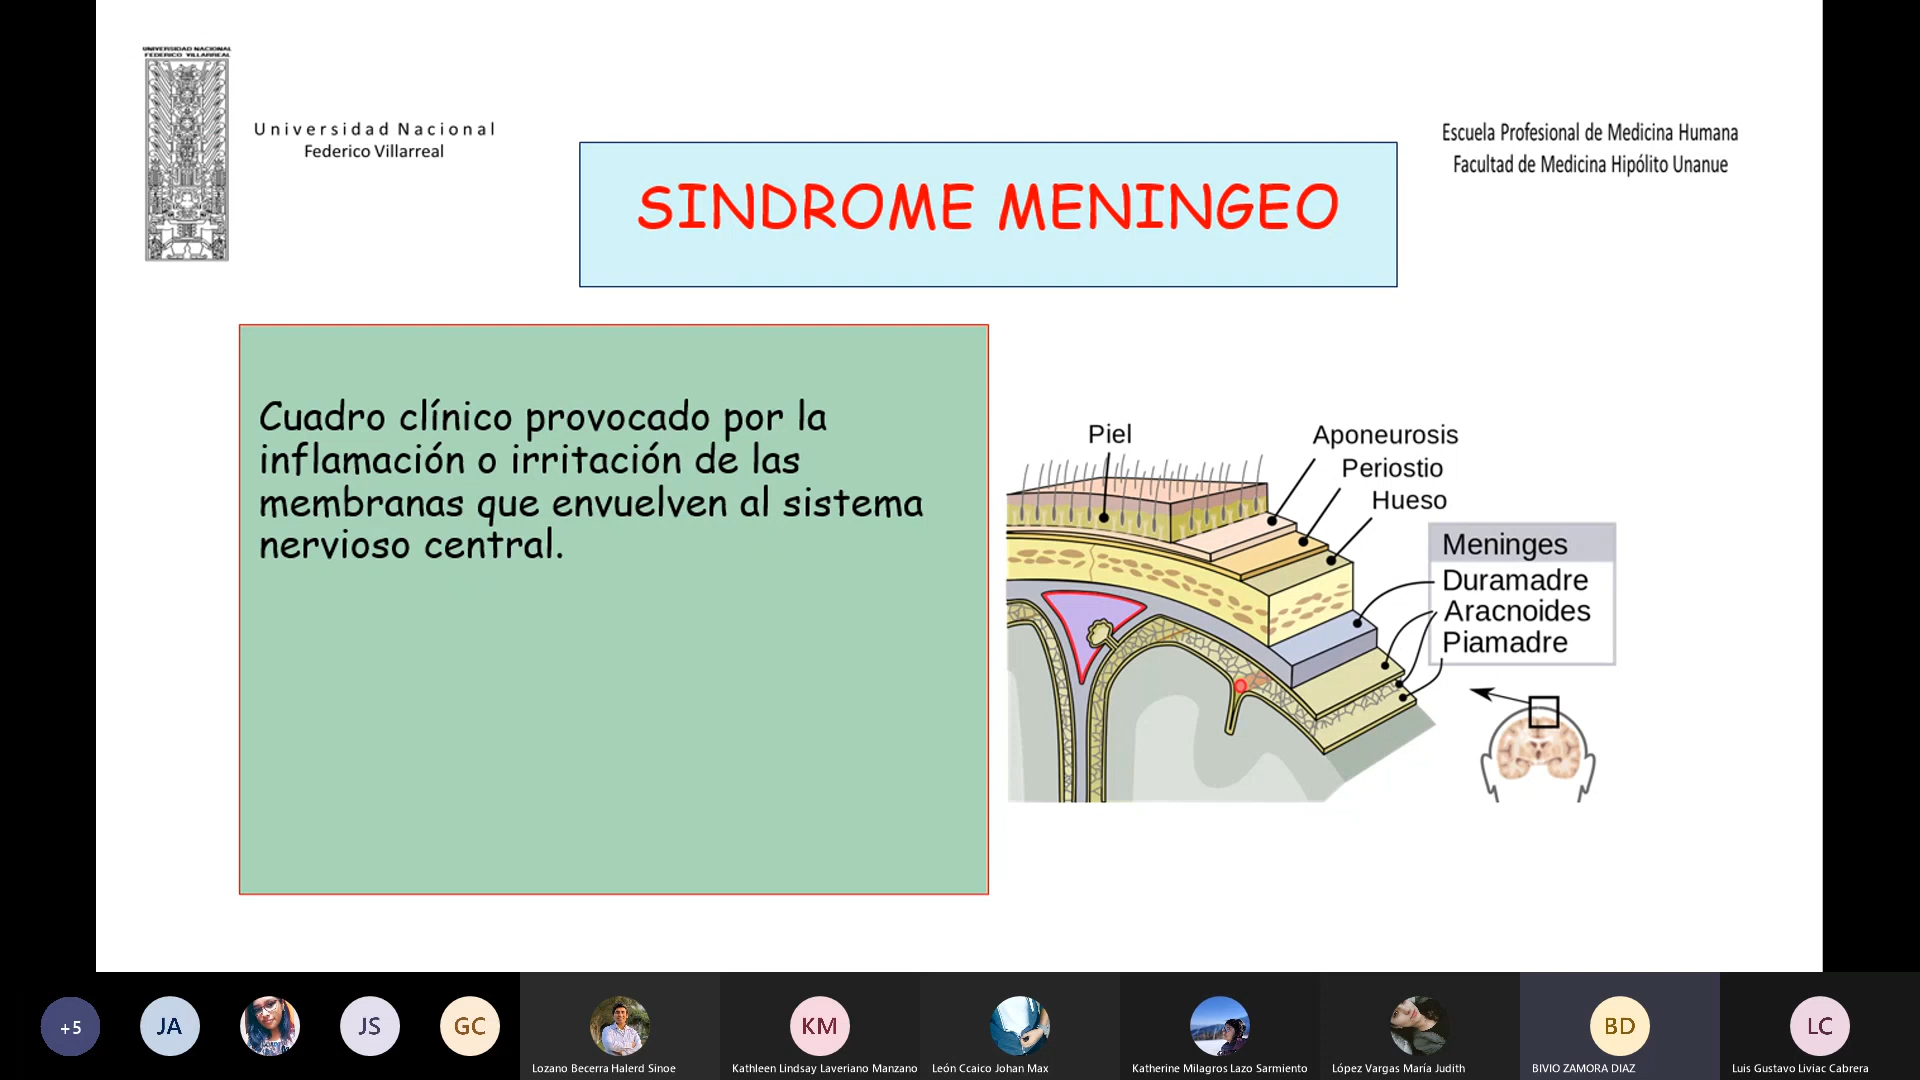 UNIVERSIDAD NACIONAL
FEDERICO VILLARREAL
Universidad Nacional
Federico Villarreal
Escuela Profesional de Medicina Humana
Facultad de Medicina Hipólito Unanue
SINDROME MENINGEO
Cuadro clínico provocado por la
inflamación o irritación de las
membranas que envuelven al sistema
nervioso central.
Piel
Aponeurosis
Periostio
Hueso
Meninges
Duramadre
Aracnoides
Piamadre
+5
JA
JS
GC
Lozano Becerra Halerd Sinoe
KM
Kathleen Lindsay Laveriano Manzano
León Ccaico Johan Max
Katherine Milagros Lazo Sarmiento
López Vargas María Judith
BD
BIVIO ZAMORA DIAZ
LC
Luis Gustavo Liviac Cabrera